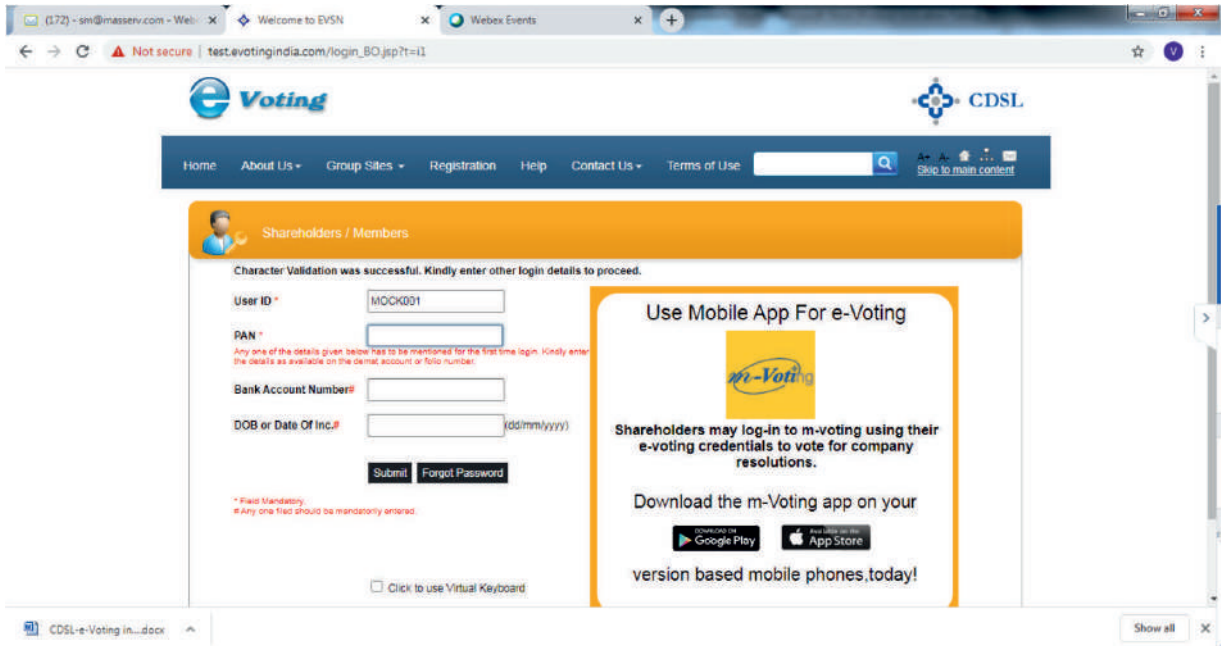 (172) - sm@masserv.com - Web
Welcome to EVSN
Webex Events
Not secure | test.evotingindia.com/login_BO.jsp?t=i1
V
e Voting
CDSL
Home About Us Group Sites Registration Help Contact Us Terms of Use
A+ A-
Skip to main content
Shareholders / Members
Character Validation was successful. Kindly enter other login details to proceed.
User ID * MOCK001
PAN *
Any one of the details given below has to be mentioned for the first time login. Kindly enter
the details as available on the demat account or folio number.
Bank Account Number#
DOB or Date Of Inc.# (dd/mm/yyyy)
Submit Forgot Password
* Field Mandatory.
# Any one filed should be mandatorily entered.
Click to use Virtual Keyboard
Use Mobile App For e-Voting
m-Voting
Shareholders may log-in to m-voting using their
e-voting credentials to vote for company
resolutions.
Download the m-Voting app on your
DOWNLOAD ON
Google Play
Available on the
App Store
version based mobile phones,today!
CDSL-e-Voting in....docx
Show all